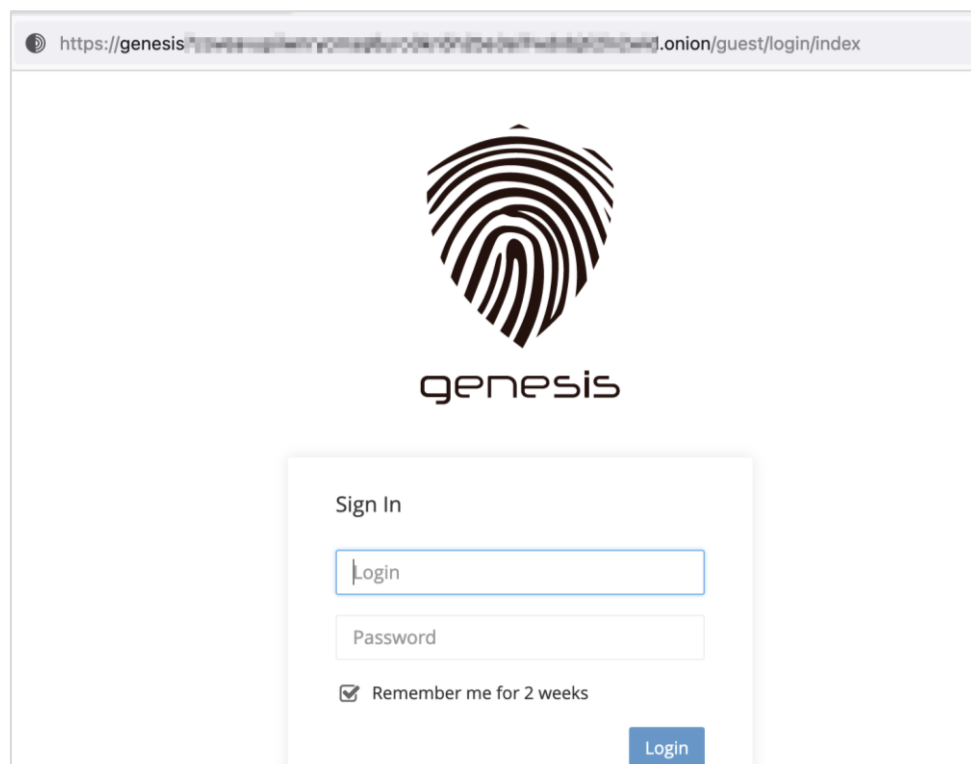 https://genesis .onion/guest/login/index
genesis
Sign In
Login
Password
Remember me for 2 weeks
Login